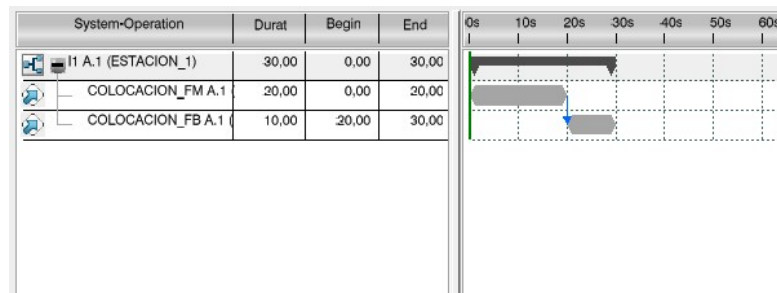 System-Operation Durat Begin End 0s 10s 20s 30s 40s 50s 60s
I1 A.1 (ESTACION_1) 30,00 0,00 30,00
COLOCACION_FM A.1 ( 20,00 0,00 20,00
COLOCACION_FB A.1 ( 10,00 20,00 30,00